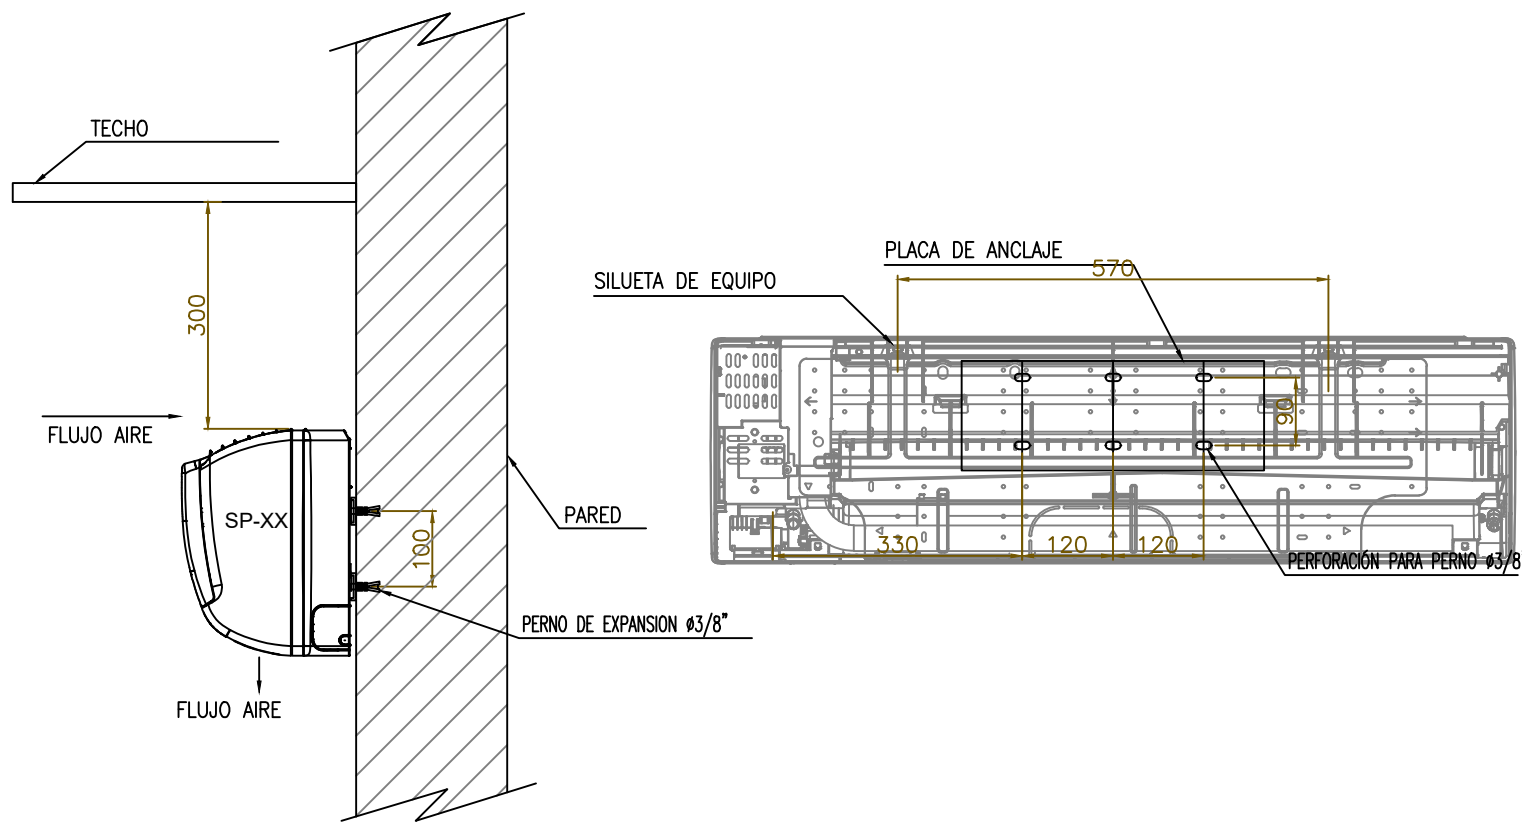 TECHO
300
FLUJO AIRE
SP-XX
100
PARED
PERNO DE EXPANSION ø3/8"
FLUJO AIRE
PLACA DE ANCLAJE
570
SILUETA DE EQUIPO
90
330
120
120
PERFORACIÓN PARA PERNO ø3/8